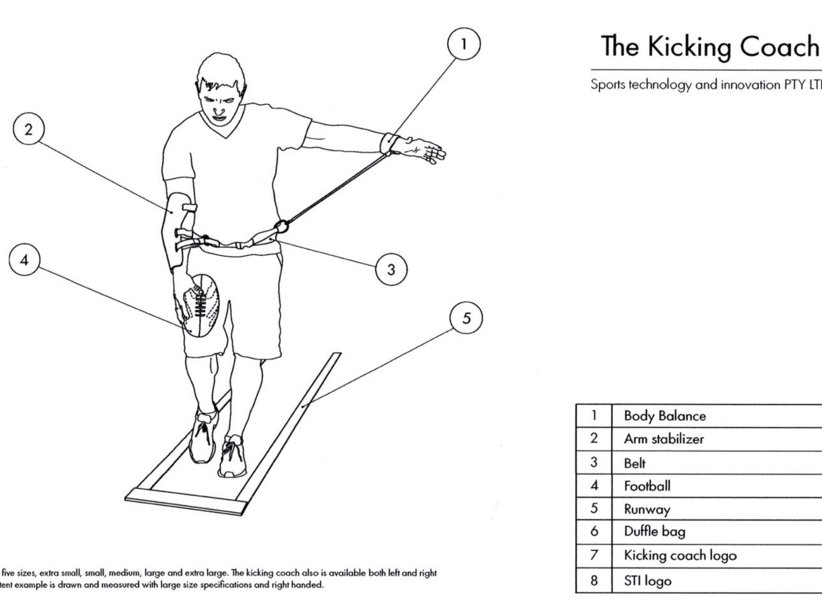 The Kicking Coach
Sports technology and innovation PTY
1
2
4
3
5
1 Body Balance
2 Arm stabilizer
3 Belt
4 Football
5 Runway
6 Duffle bag
7 Kicking coach logo
8 STI logo
five sizes, extra small, small, medium, large and extra large. The kicking coach also is available both left and right
example is drawn and measured with large size specifications and right handed.